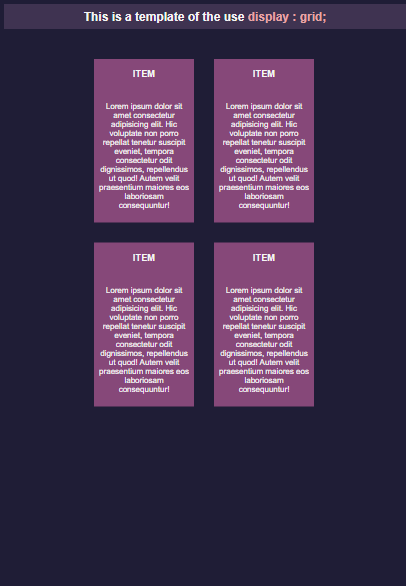 This is a template of the use display : grid;
ITEM
Lorem ipsum dolor sit
amet consectetur
adipisicing elit. Hic
voluptate non porro
repellat tenetur suscipit
eveniet, tempora
consectetur odit
dignissimos, repellendus
ut quod! Autem velit
praesentium maiores eos
laboriosam
consequuntur!
ITEM
Lorem ipsum dolor sit
amet consectetur
adipisicing elit. Hic
voluptate non porro
repellat tenetur suscipit
eveniet, tempora
consectetur odit
dignissimos, repellendus
ut quod! Autem velit
praesentium maiores eos
laboriosam
consequuntur!
ITEM
Lorem ipsum dolor sit
amet consectetur
adipisicing elit. Hic
voluptate non porro
repellat tenetur suscipit
eveniet, tempora
consectetur odit
dignissimos, repellendus
ut quod! Autem velit
praesentium maiores eos
laboriosam
consequuntur!
ITEM
Lorem ipsum dolor sit
amet consectetur
adipisicing elit. Hic
voluptate non porro
repellat tenetur suscipit
eveniet, tempora
consectetur odit
dignissimos, repellendus
ut quod! Autem velit
praesentium maiores eos
laboriosam
consequuntur!